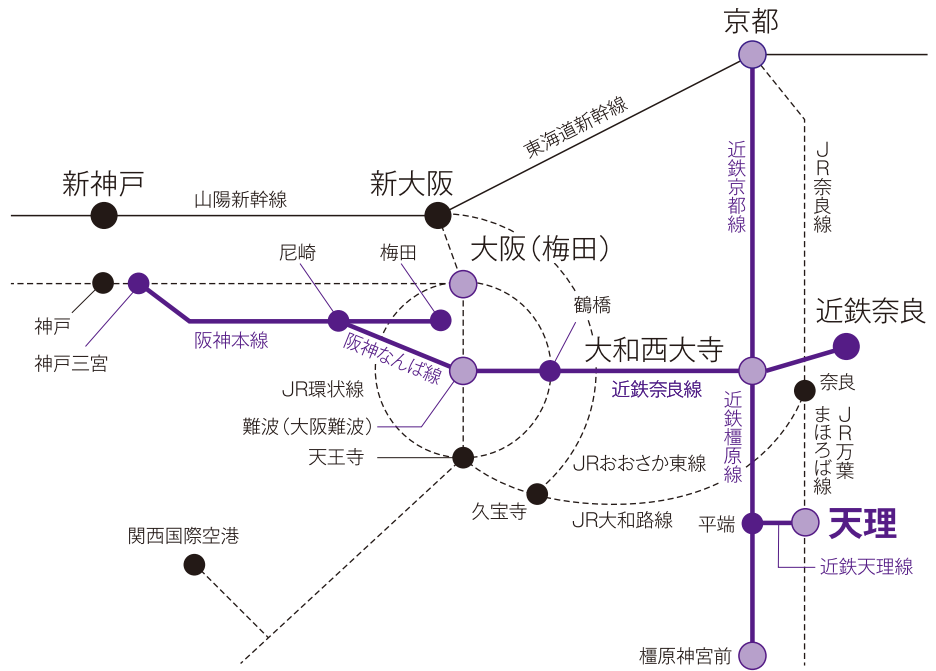 京都
東海道新幹線
近鉄京都線
JR奈良線
新神戸
山陽新幹線
新大阪
大阪（梅田）
尼崎
梅田
鶴橋
近鉄奈良
神戸
神戸三宮
阪神本線
阪神なんば線
大和西大寺
JR環状線
近鉄奈良線
奈良
難波（大阪難波）
天王寺
近鉄橿原線
JR万葉
まほろば線
JRおおさか東線
久宝寺
JR大和路線
平端
天理
関西国際空港
近鉄天理線
橿原神宮前